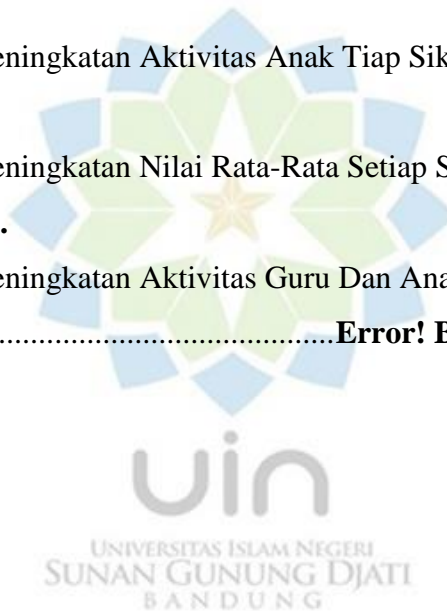 eningkatan Aktivitas Anak Tiap Sik
eningkatan Nilai Rata-Rata Setiap S
.
eningkatan Aktivitas Guru Dan Ana
......................................Error! B
uin
UNIVERSITAS ISLAM NEGERI
SUNAN GUNUNG DJATI
BANDUNG